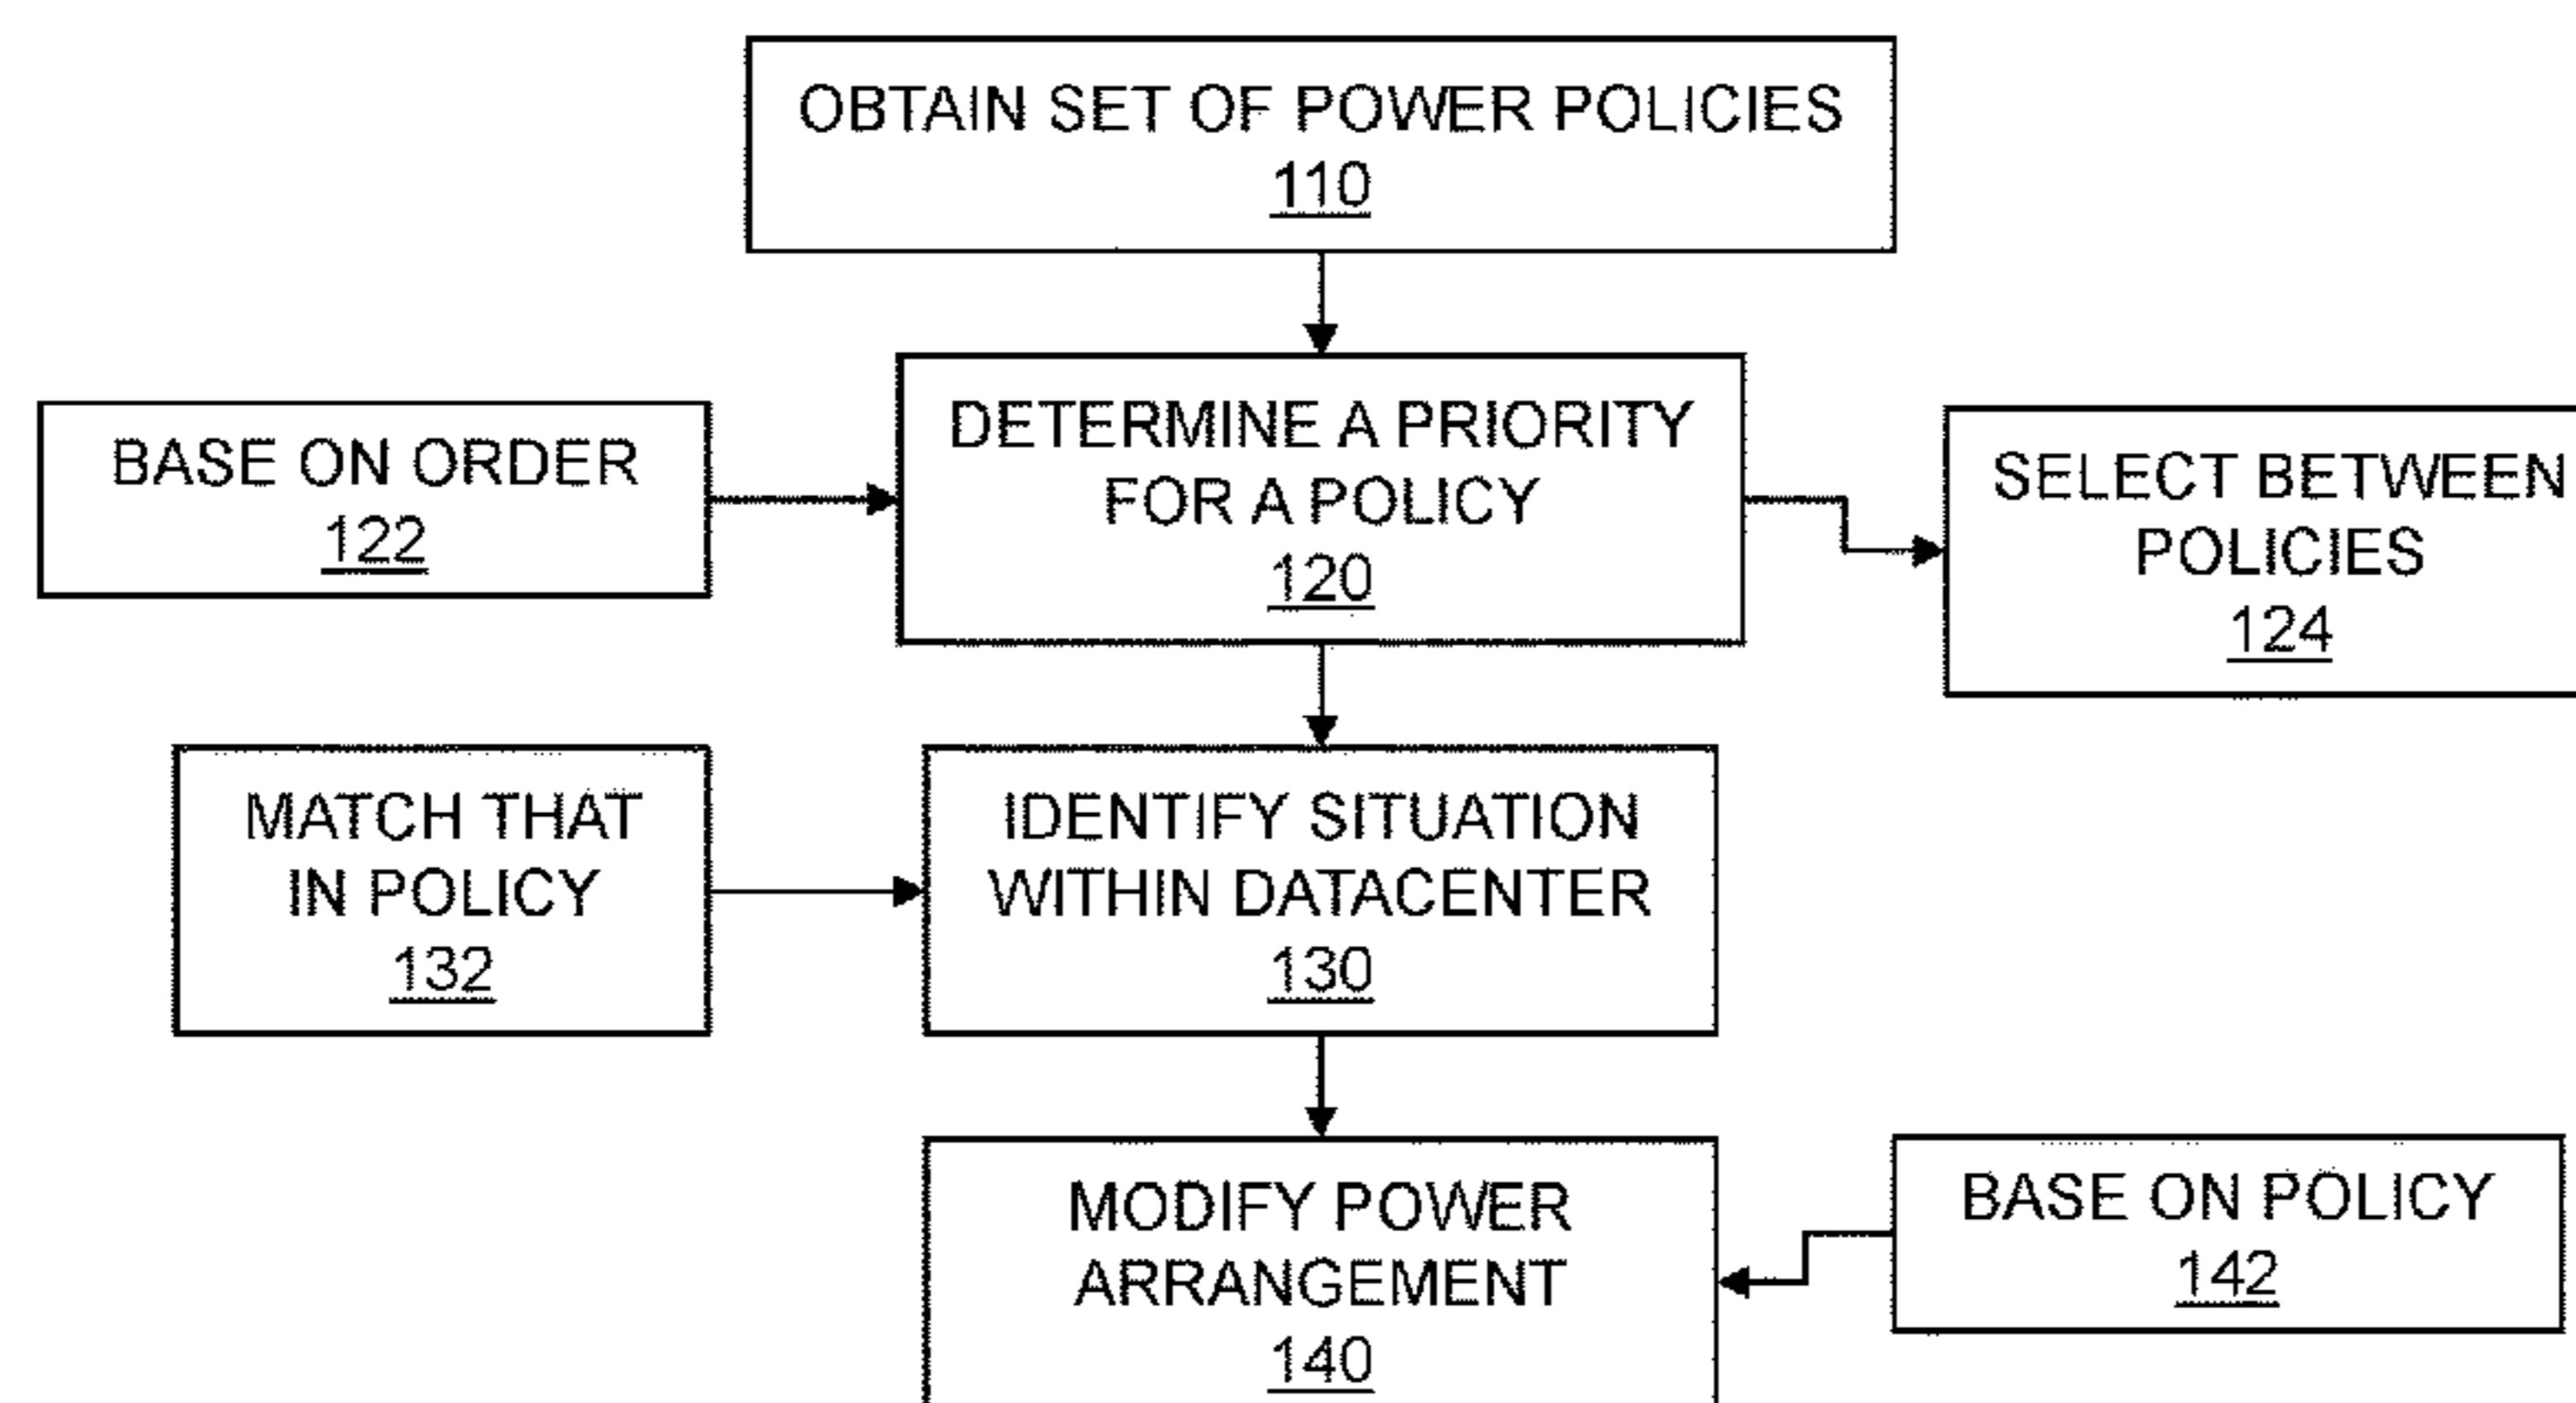 OBTAIN SET OF POWER POLICIES
110
BASE ON ORDER
122
DETERMINE A PRIORITY
FOR A POLICY
120
SELECT BETWEEN
POLICIES
124
MATCH THAT
IN POLICY
132
IDENTIFY SITUATION
WITHIN DATACENTER
130
MODIFY POWER
ARRANGEMENT
140
BASE ON POLICY
142